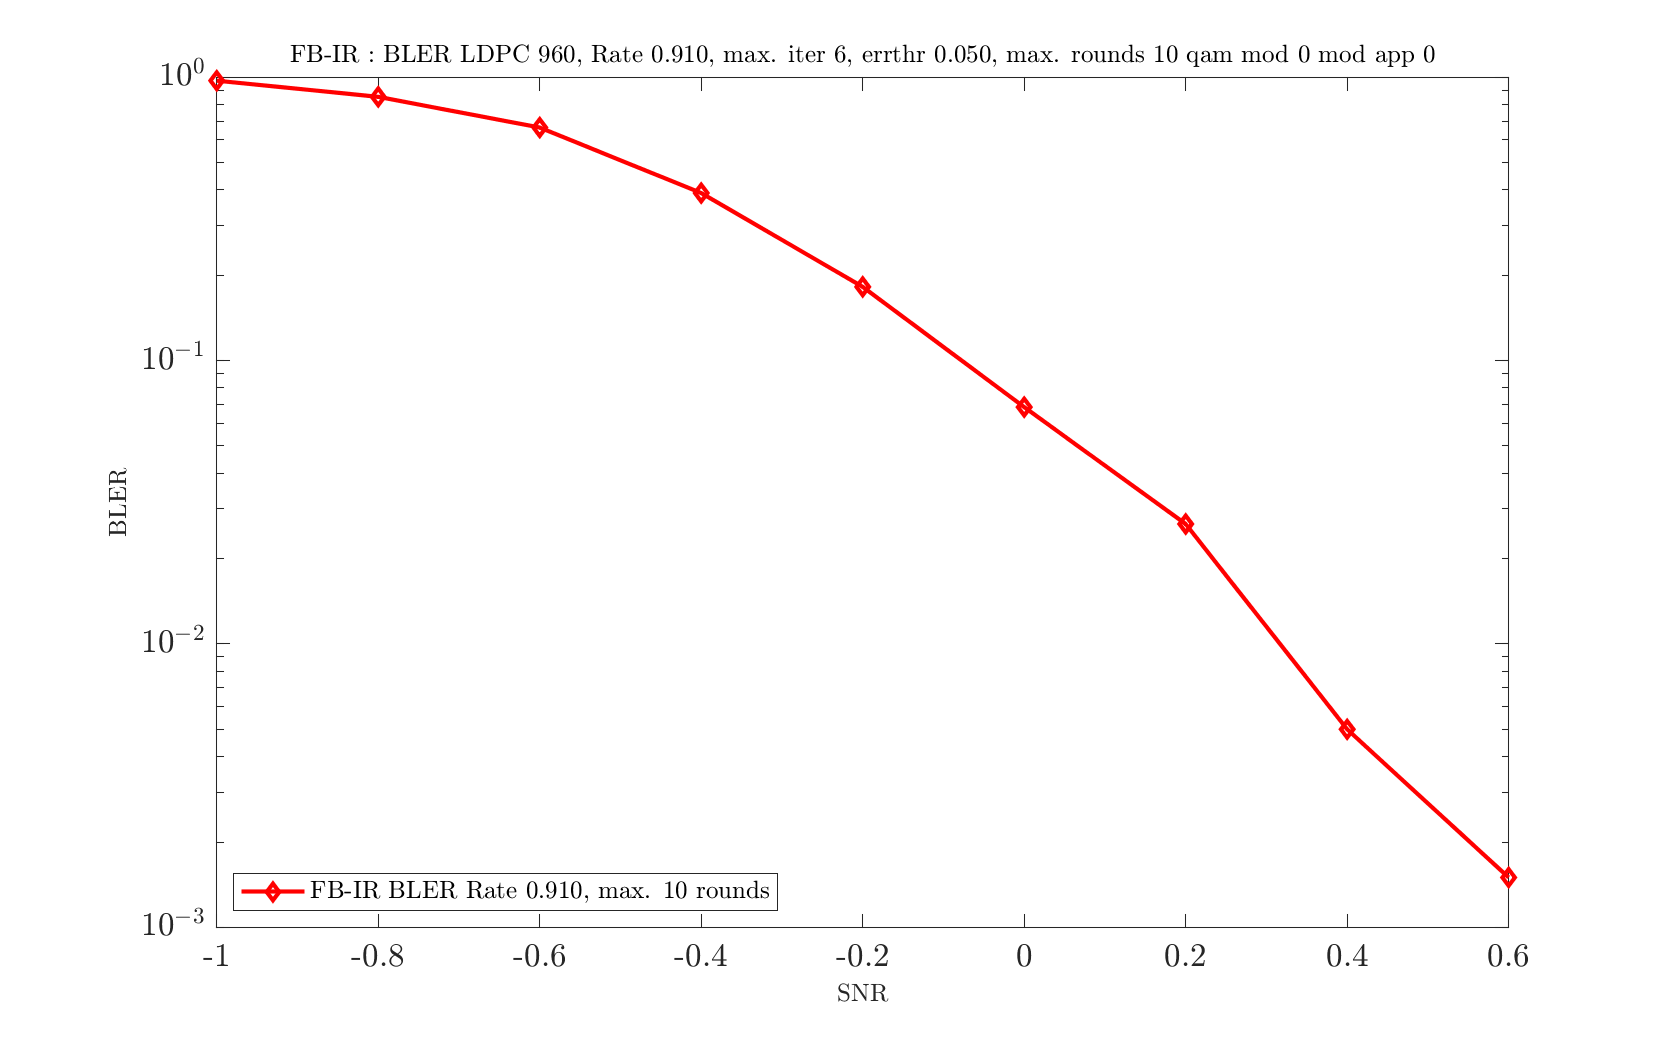 FB-IR : BLER LDPC 960, Rate 0.910, max. iter 6, errthr 0.050, max. rounds 10 qam mod 0 mod app 0
10⁰
10⁻¹
10⁻²
10⁻³
BLER
FB-IR BLER Rate 0.910, max. 10 rounds
-1 -0.8 -0.6 -0.4 -0.2 0 0.2 0.4 0.6
SNR